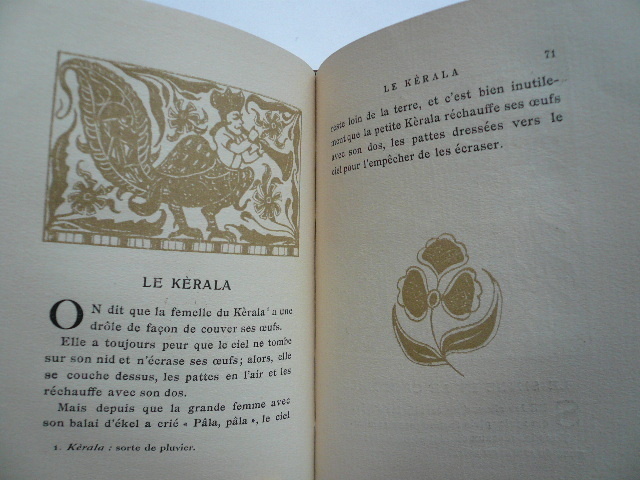 LE KÈRALA
ON dit que la femelle du Kèrala¹ a une
drôle de façon de couver ses œufs.
Elle a toujours peur que le ciel ne tombe
sur son nid et n'écrase ses œufs; alors, elle
se couche dessus, les pattes en l'air et les
réchauffe avec son dos.
Mais depuis que la grande femme avec
son balai d'ékel a crié « Pâla, pâla », le ciel
1. Kèrala : sorte de pluvier.
LE KÈRALA
71
reste loin de la terre, et c'est bien inutile-
ment que la petite Kèrala réchauffe ses œufs
avec son dos, les pattes dressées vers le
ciel pour l'empêcher de les écraser.